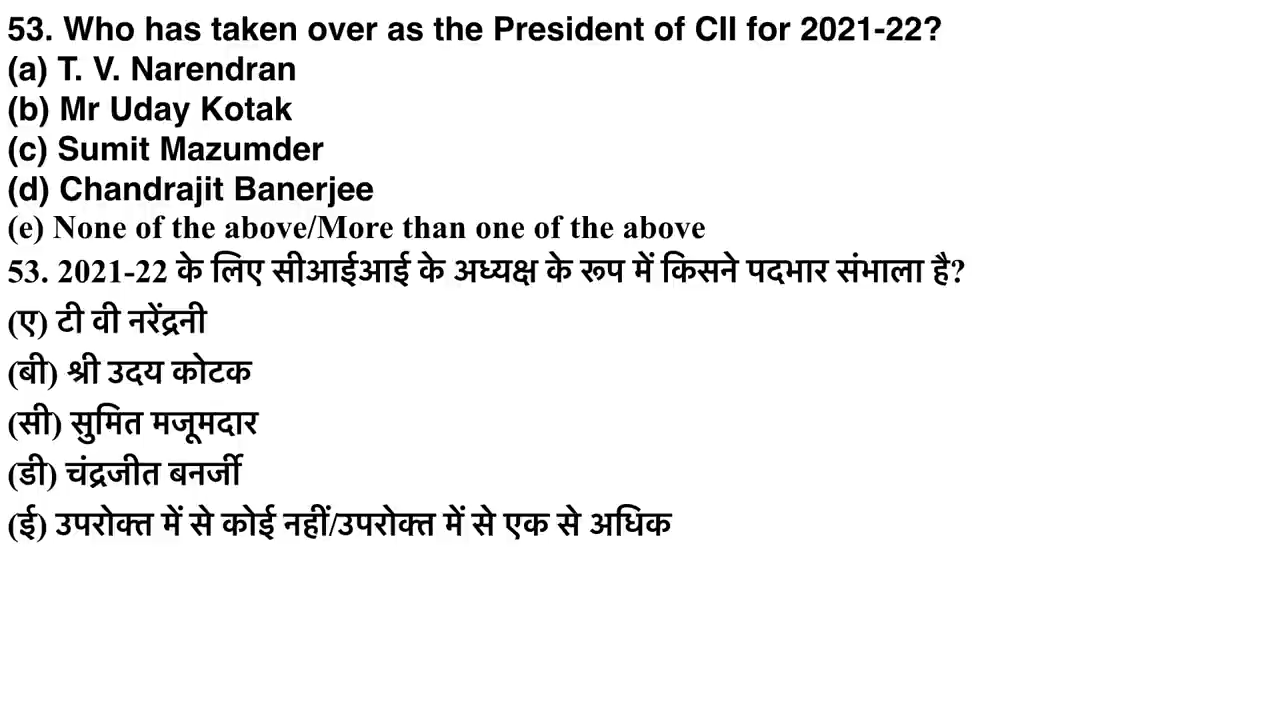 53. Who has taken over as the President of CII for 2021-22?
(a) T. V. Narendran
(b) Mr Uday Kotak
(c) Sumit Mazumder
(d) Chandrajit Banerjee
(e) None of the above/More than one of the above
53. 2021-22 के लिए सीआईआई के अध्यक्ष के रूप में किसने पदभार संभाला है?
(ए) टी वी नरेंद्रनी
(बी) श्री उदय कोटक
(सी) सुमित मजूमदार
(डी) चंद्रजीत बनर्जी
(ई) उपरोक्त में से कोई नहीं/उपरोक्त में से एक से अधिक